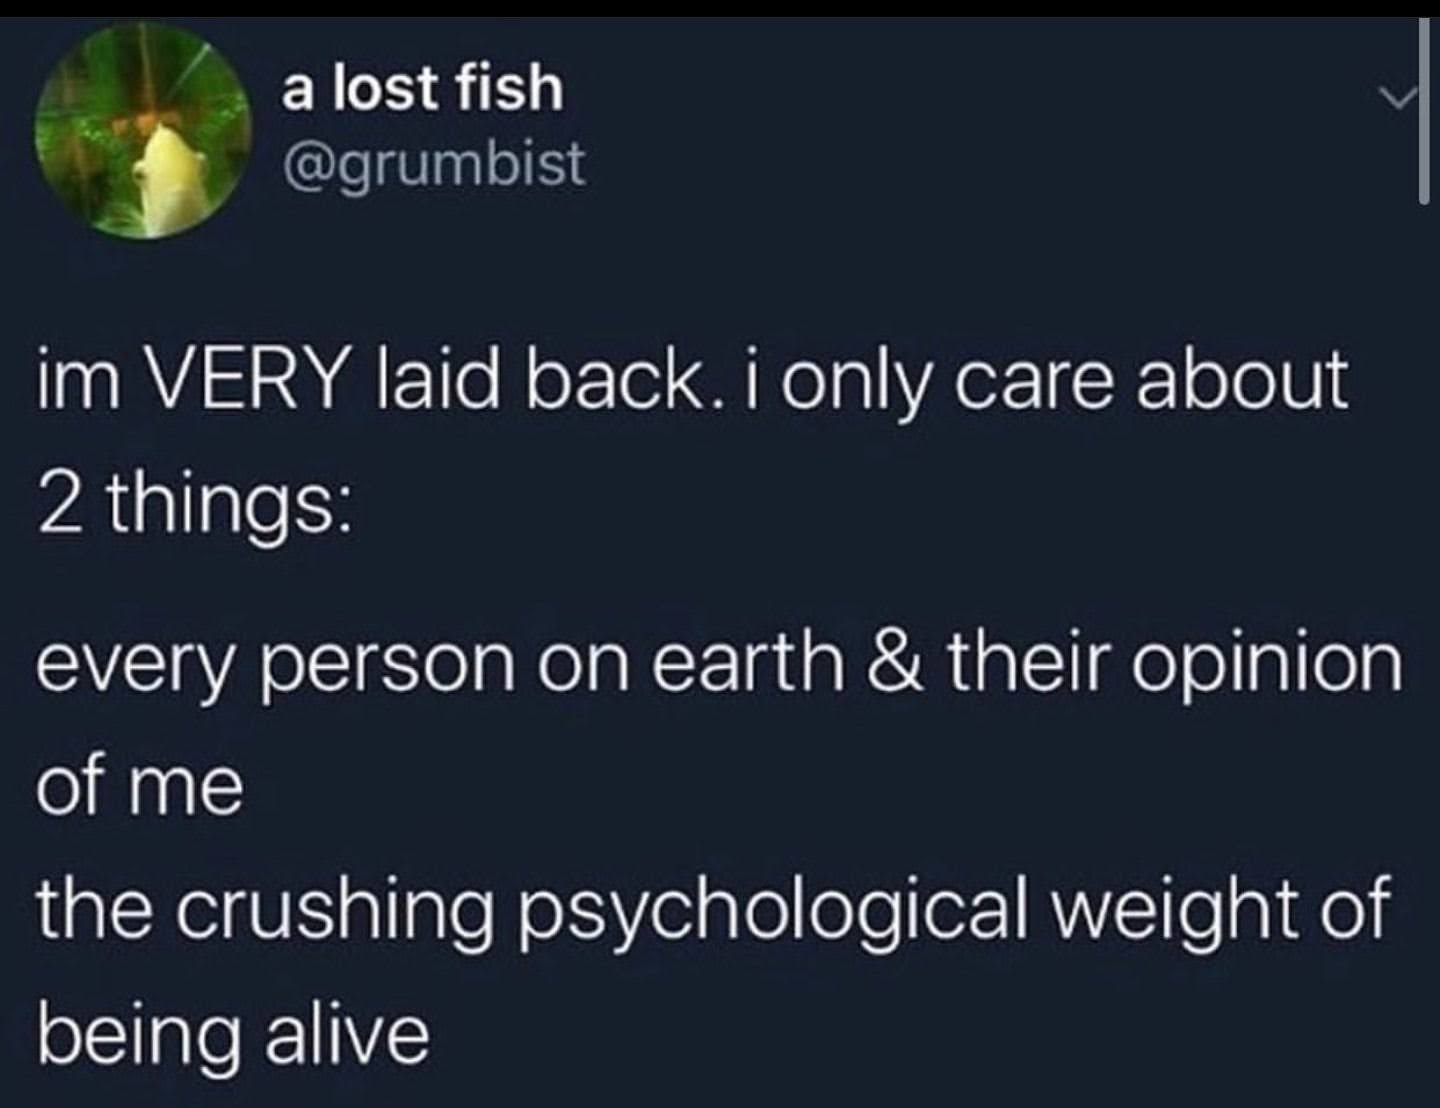 a lost fish
@grumbist
im VERY laid back. i only care about
2 things:
every person on earth & their opinion
of me
the crushing psychological weight of
being alive